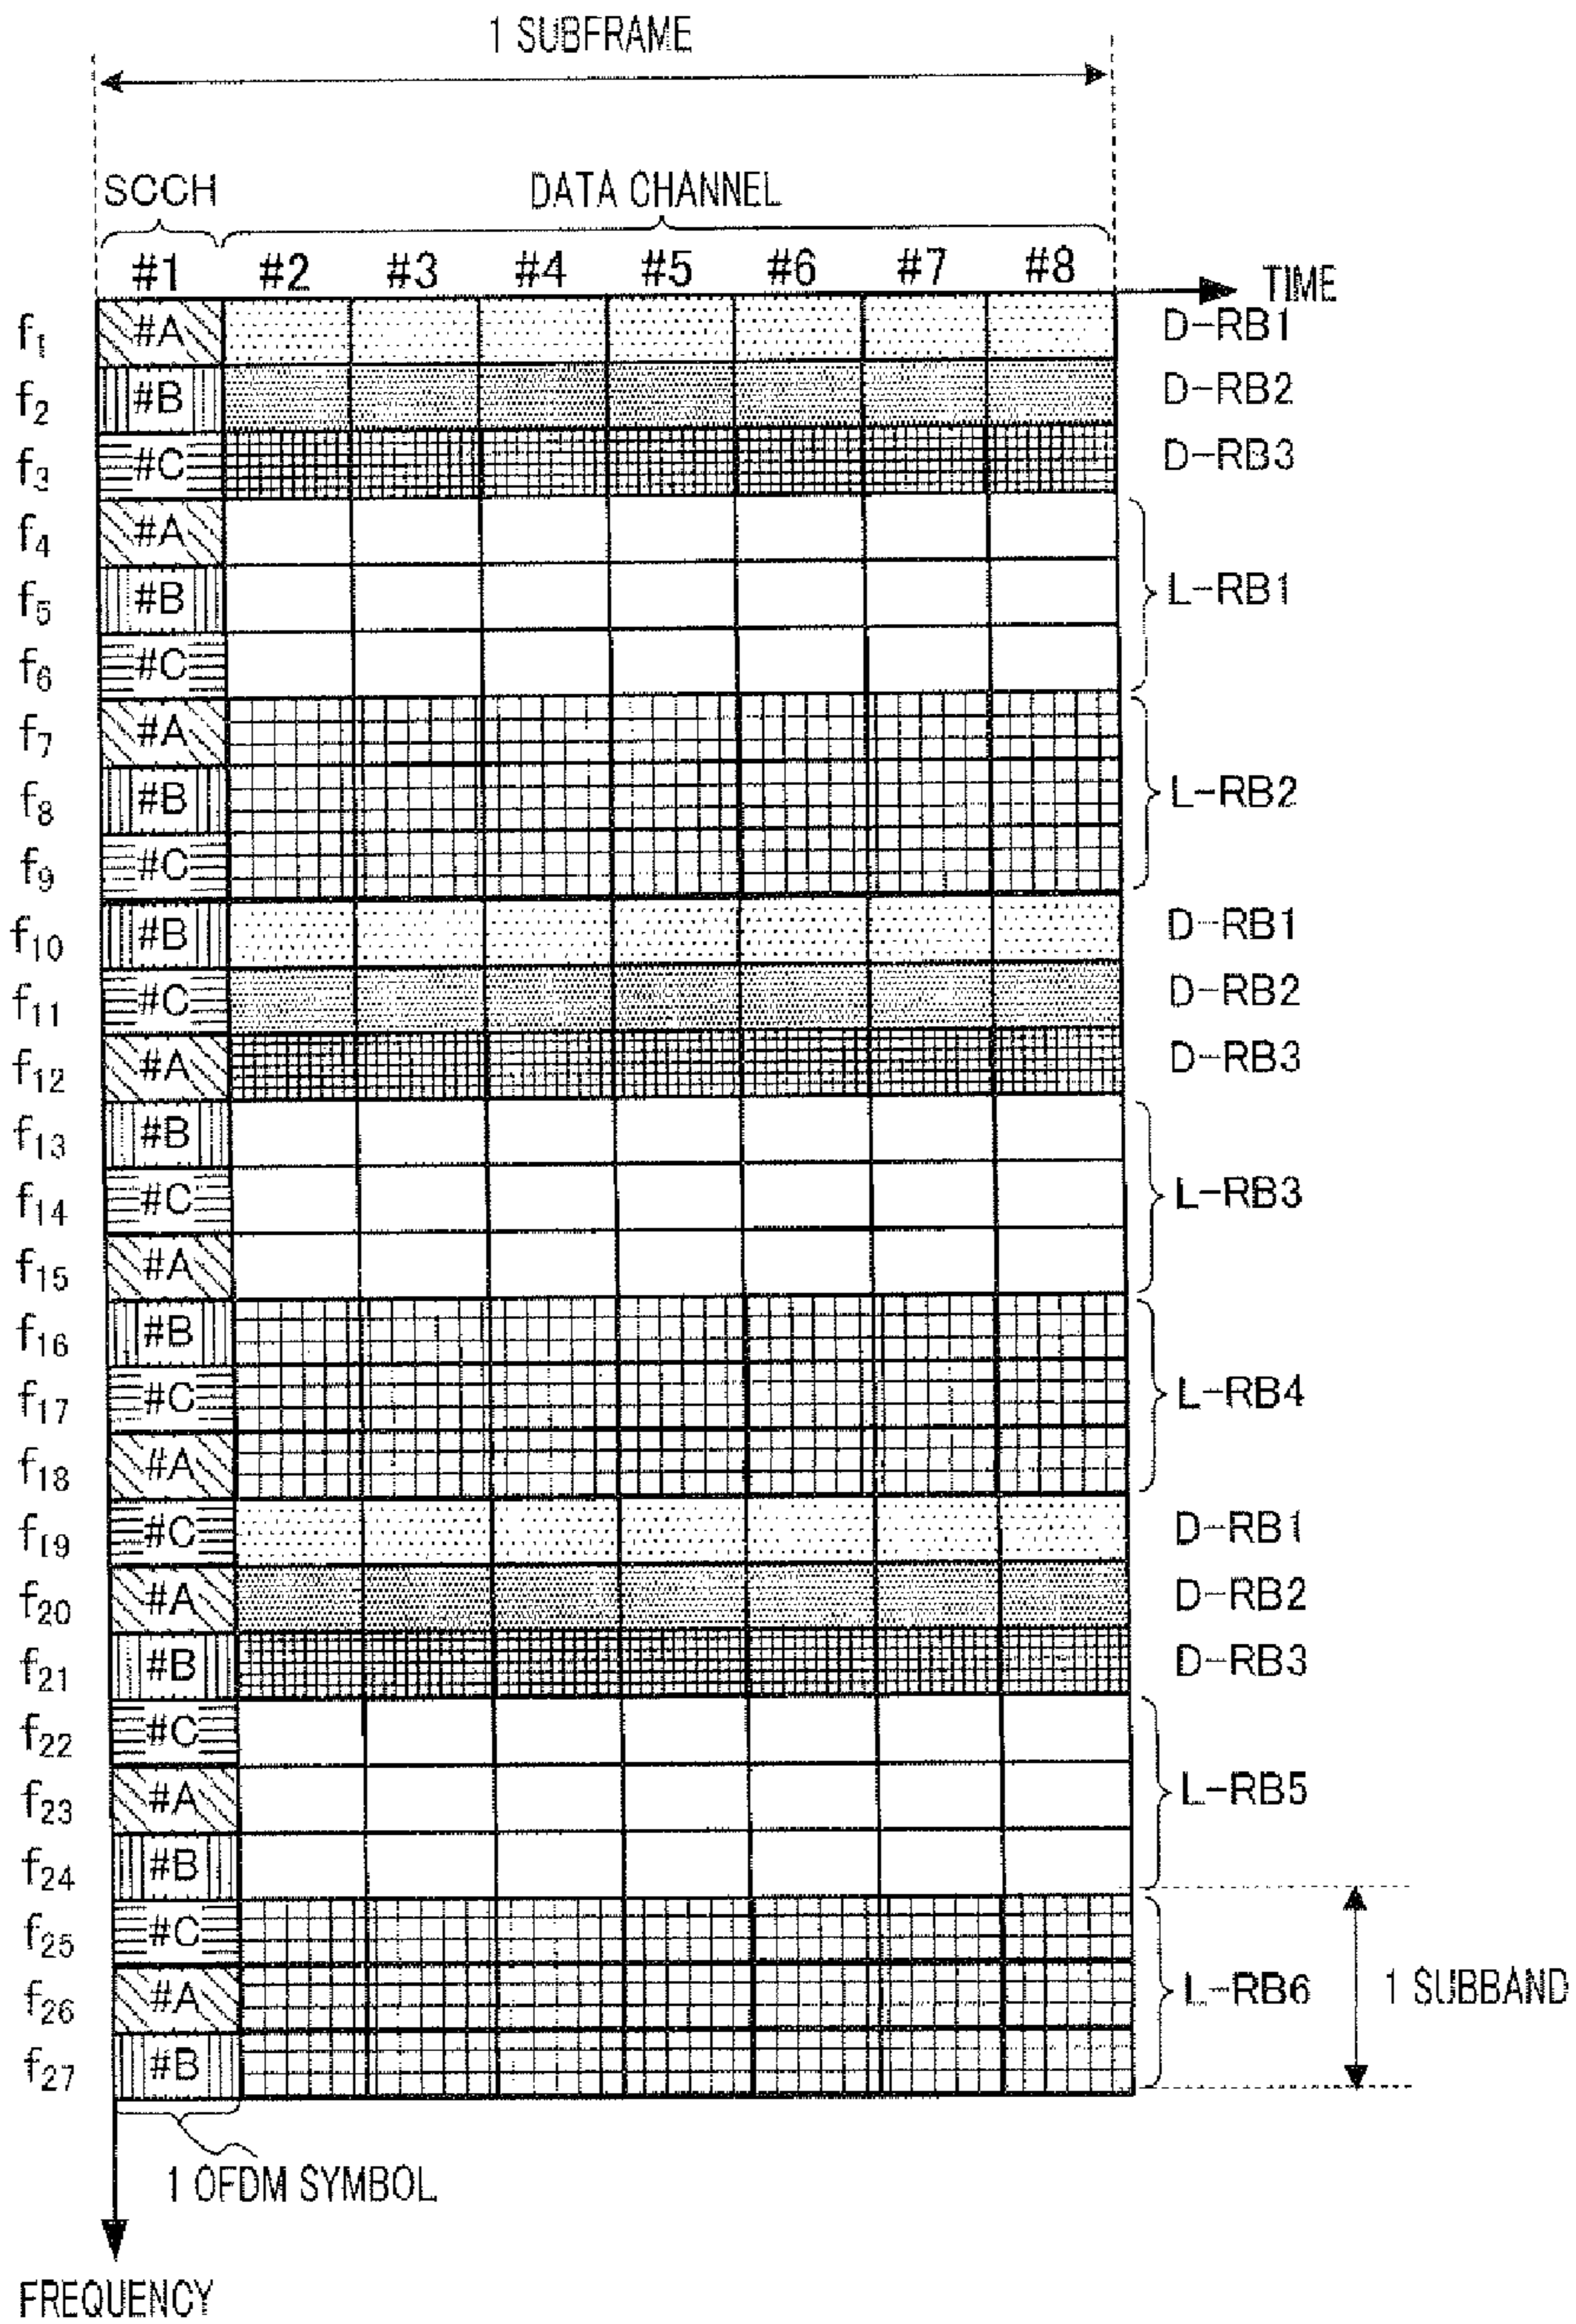 1 SUBFRAME
SCCH DATA CHANNEL
#1 #2 #3 #4 #5 #6 #7 #8 TIME
f1 #A D-RB1
f2 #B D-RB2
f3 #C D-RB3
f4 #A
f5 #B L-RB1
f6 #C
f7 #A
f8 #B L-RB2
f9 #C
f10 #B D-RB1
f11 #C D-RB2
f12 #A D-RB3
f13 #B
f14 #C L-RB3
f15 #A
f16 #B
f17 #C L-RB4
f18 #A
f19 #C D-RB1
f20 #A D-RB2
f21 #B D-RB3
f22 #C
f23 #A L-RB5
f24 #B
f25 #C
f26 #A L-RB6 1 SUBBAND
f27 #B
1 OFDM SYMBOL
FREQUENCY